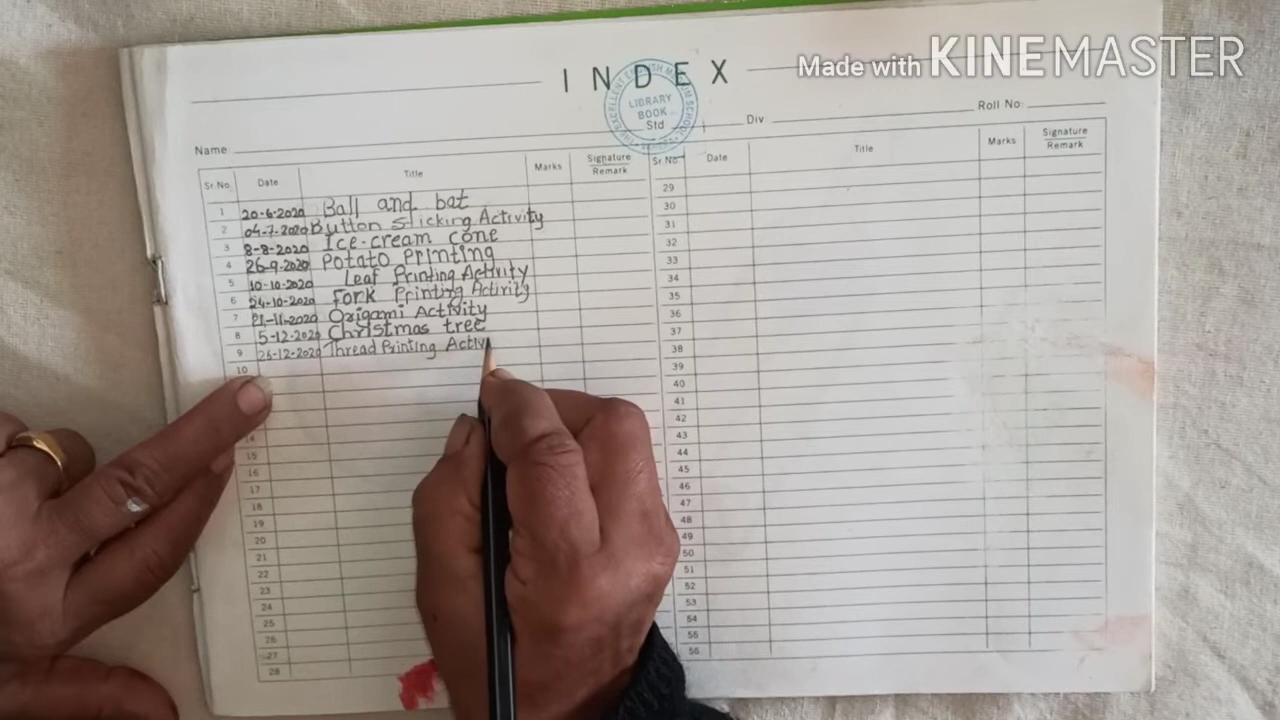 Made with KINEMASTER
INDEX
THE EXCELLENT ENGLISH MEDIUM SCHOOL
LIBRARY
BOOK
Name: Std Div Roll No:
Sr.No. Date Title Marks Signature Remark Sr.No Date Title Marks Signature Remark
1 20-6-2020 Ball and bat
2 04-7-2020 Button Sticking Activity
3 8-8-2020 Ice-cream cone
4 26-9-2020 Potato Printing
5 10-10-2020 Leaf Printing Activity
6 24-10-2020 Fork Printing Activity
7 21-11-2020 Origami Activity
8 5-12-2020 Christmas tree
9 26-12-2020 Thread Printing Activ
10
14
15
16
17
18
19
20
21
22
23
24
25
26
27
28
29
30
31
32
33
34
35
36
37
38
39
40
41
42
43
44
45
46
47
48
49
50
51
52
53
54
55
56